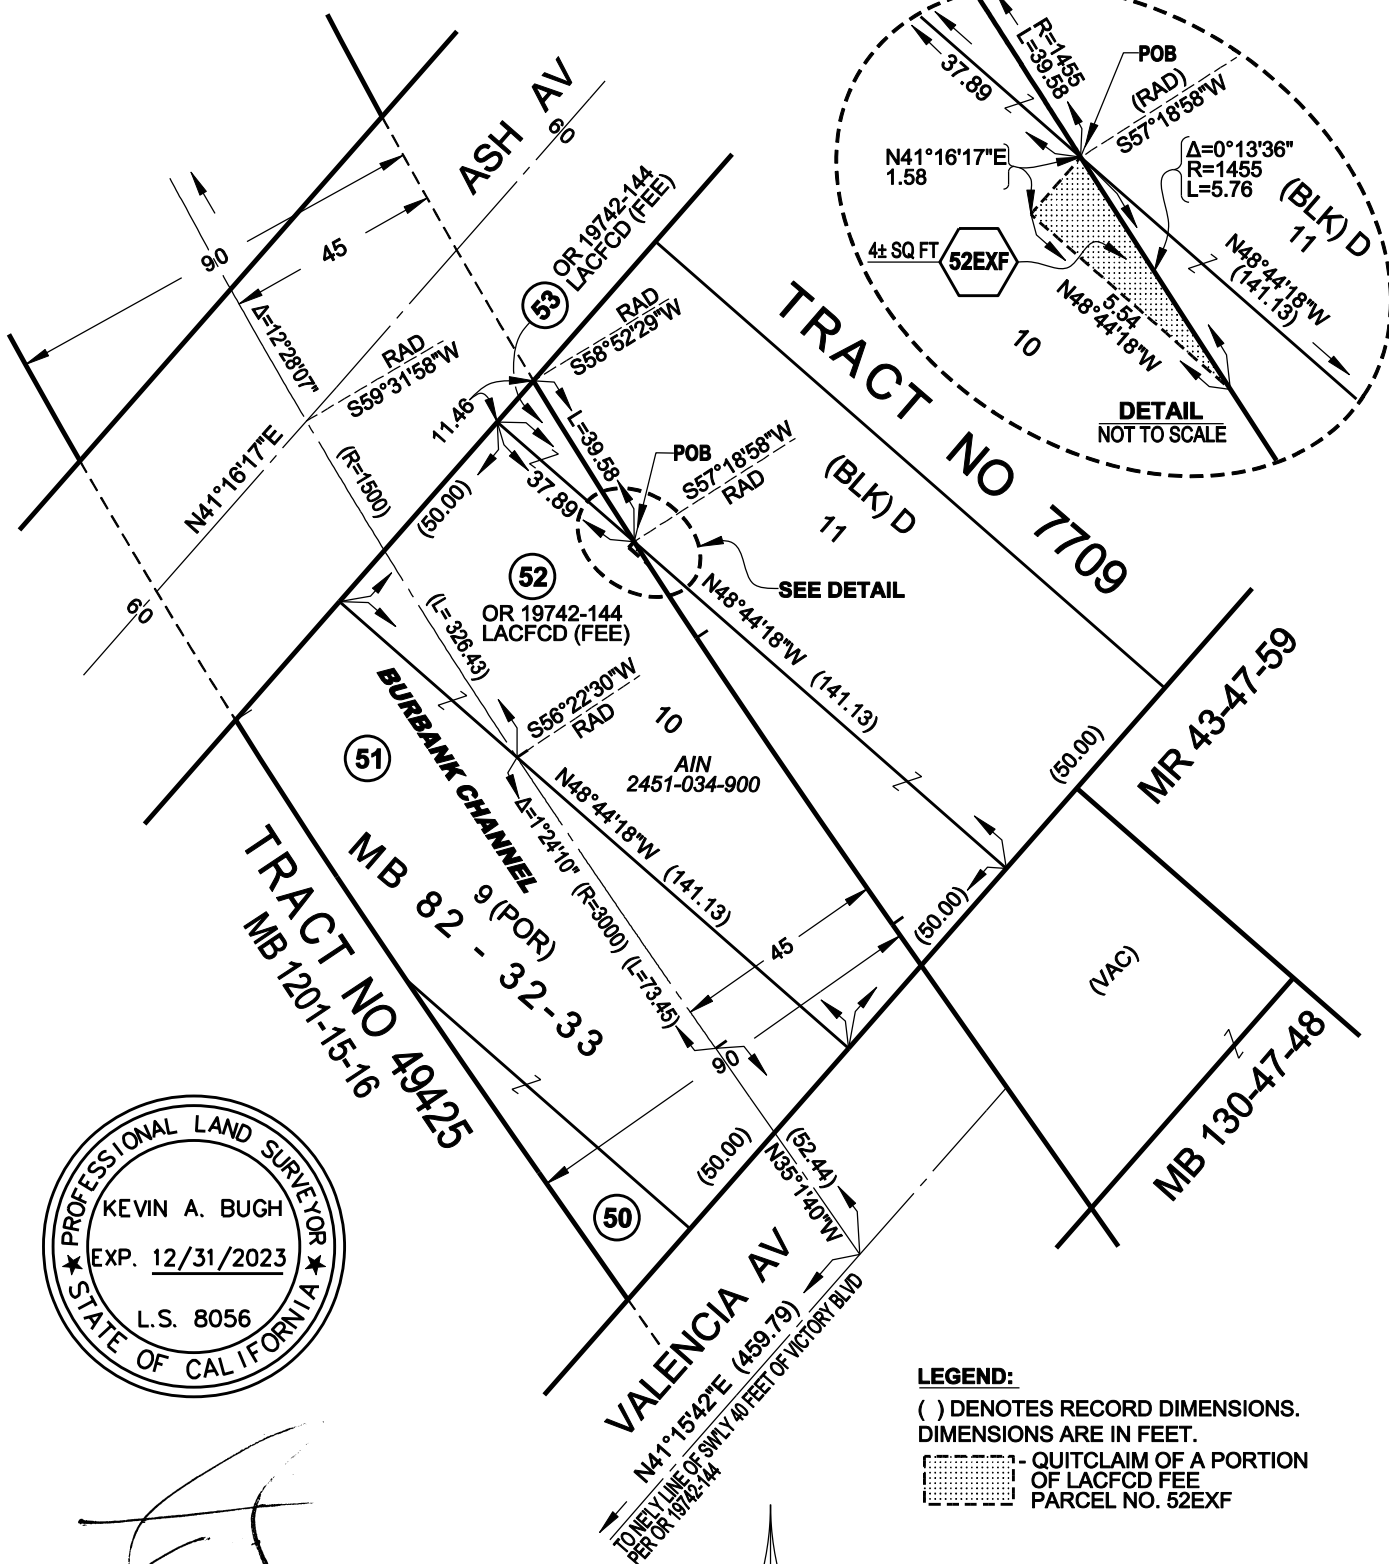 ASH AV
60
90
45
Δ=12°28'07"
RAD
S59°31'58"W
N41°16'17"E
60
(R=1500)
11.46
(50.00)
53
OR 19742-144
LACFCD (FEE)
RAD
S58°52'29"W
L=39.58
37.89
POB
S57°18'58"W
RAD
SEE DETAIL
TRACT NO 7709
(BLK) D
11
52
OR 19742-144
LACFCD (FEE)
(L=326.43)
N48°44'18"W (141.13)
S56°22'30"W
RAD
10
AIN
2451-034-900
51
BURBANK CHANNEL
Δ=1°24'10" (R=3000) (L=73.45)
N48°44'18"W (141.13)
MB 82 - 32-33
9 (POR)
TRACT NO 49425
MB 1201-15-16
45
90
(50.00)
(50.00)
(50.00)
MR 43-47-59
(VAC)
MB 130-47-48
50
(52.44)
N35°1'40"W
VALENCIA AV
N41°15'42"E (459.79)
TO NE'LY LINE OF SW'LY 40 FEET OF VICTORY BLVD
PER OR 19742-144
R=1455
L=39.58
37.89
POB
(RAD)
S57°18'58"W
N41°16'17"E
1.58
Δ=0°13'36"
R=1455
L=5.76
(BLK) D
11
4± SQ FT
52EXF
N48°44'18"W
(141.13)
5.54
N48°44'18"W
10
DETAIL
NOT TO SCALE
PROFESSIONAL LAND SURVEYOR
KEVIN A. BUGH
EXP. 12/31/2023
L.S. 8056
STATE OF CALIFORNIA
LEGEND:
( ) DENOTES RECORD DIMENSIONS.
DIMENSIONS ARE IN FEET.
- QUITCLAIM OF A PORTION
OF LACFCD FEE
PARCEL NO. 52EXF